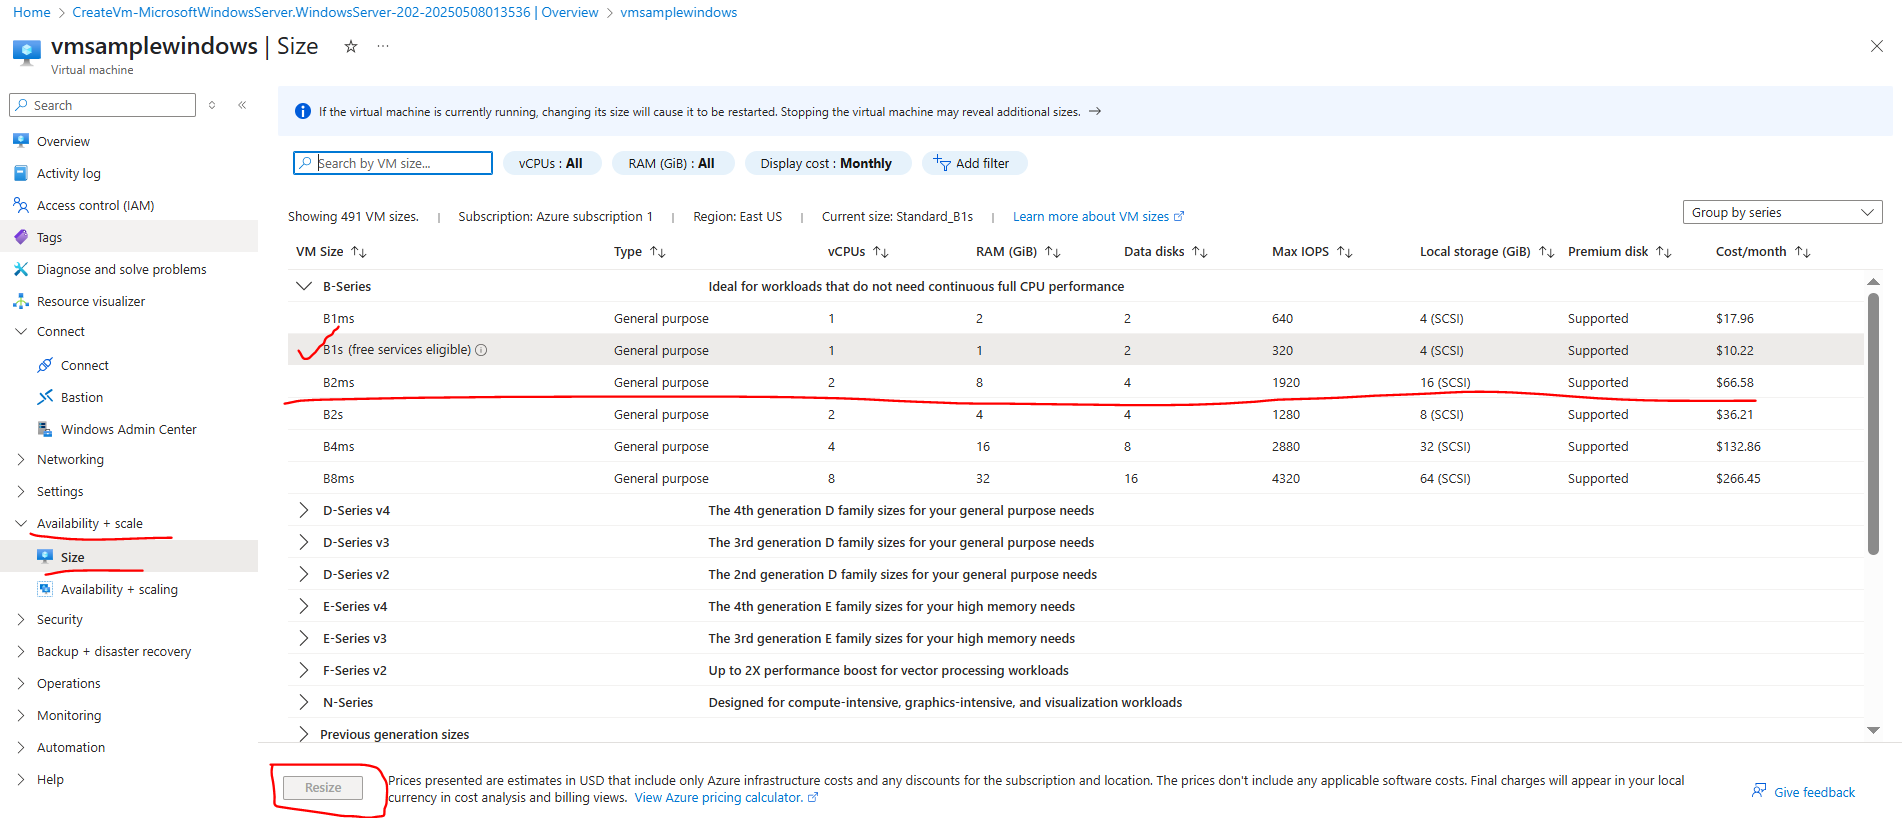 Home > CreateVm-MicrosoftWindowsServer.WindowsServer-202-20250508013536 | Overview > vmsamplewindows
vmsamplewindows | Size
Virtual machine
Search
Overview
Activity log
Access control (IAM)
Tags
Diagnose and solve problems
Resource visualizer
Connect
Connect
Bastion
Windows Admin Center
Networking
Settings
Availability + scale
Size
Availability + scaling
Security
Backup + disaster recovery
Operations
Monitoring
Automation
Help
If the virtual machine is currently running, changing its size will cause it to be restarted. Stopping the virtual machine may reveal additional sizes.
Search by VM size...
vCPUs : All
RAM (GiB) : All
Display cost : Monthly
Add filter
Showing 491 VM sizes. | Subscription: Azure subscription 1 | Region: East US | Current size: Standard_B1s | Learn more about VM sizes
Group by series
VM Size Type vCPUs RAM (GiB) Data disks Max IOPS Local storage (GiB) Premium disk Cost/month
B-Series Ideal for workloads that do not need continuous full CPU performance
B1ms General purpose 1 2 2 640 4 (SCSI) Supported $17.96
B1s (free services eligible) General purpose 1 1 2 320 4 (SCSI) Supported $10.22
B2ms General purpose 2 8 4 1920 16 (SCSI) Supported $66.58
B2s General purpose 2 4 4 1280 8 (SCSI) Supported $36.21
B4ms General purpose 4 16 8 2880 32 (SCSI) Supported $132.86
B8ms General purpose 8 32 16 4320 64 (SCSI) Supported $266.45
D-Series v4 The 4th generation D family sizes for your general purpose needs
D-Series v3 The 3rd generation D family sizes for your general purpose needs
D-Series v2 The 2nd generation D family sizes for your general purpose needs
E-Series v4 The 4th generation E family sizes for your high memory needs
E-Series v3 The 3rd generation E family sizes for your high memory needs
F-Series v2 Up to 2X performance boost for vector processing workloads
N-Series Designed for compute-intensive, graphics-intensive, and visualization workloads
Previous generation sizes
Resize
Prices presented are estimates in USD that include only Azure infrastructure costs and any discounts for the subscription and location. The prices don't include any applicable software costs. Final charges will appear in your local
currency in cost analysis and billing views. View Azure pricing calculator.
Give feedback